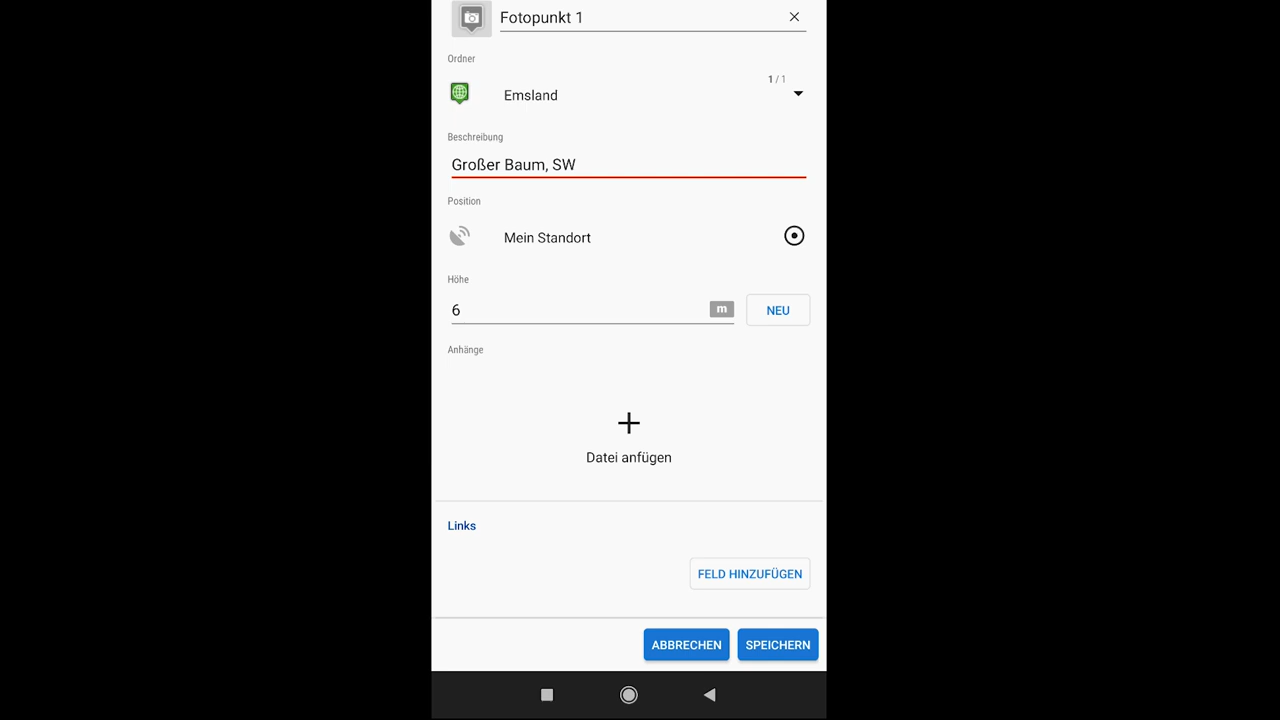 Fotopunkt 1
Ordner
1 / 1
Emsland
Beschreibung
Großer Baum, SW
Position
Mein Standort
Höhe
6 m NEU
Anhänge
Datei anfügen
Links
FELD HINZUFÜGEN
ABBRECHEN SPEICHERN